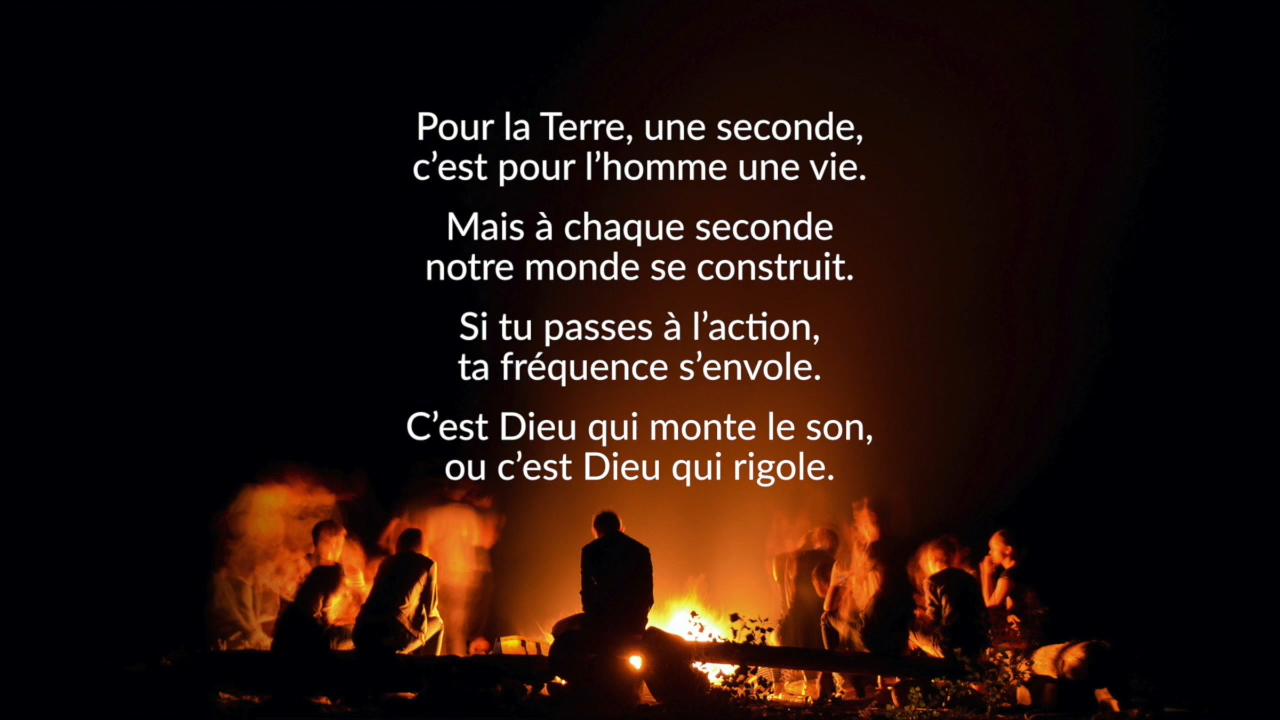 Pour la Terre, une seconde,
c’est pour l’homme une vie.
Mais à chaque seconde
notre monde se construit.
Si tu passes à l’action,
ta fréquence s’envole.
C’est Dieu qui monte le son,
ou c’est Dieu qui rigole.